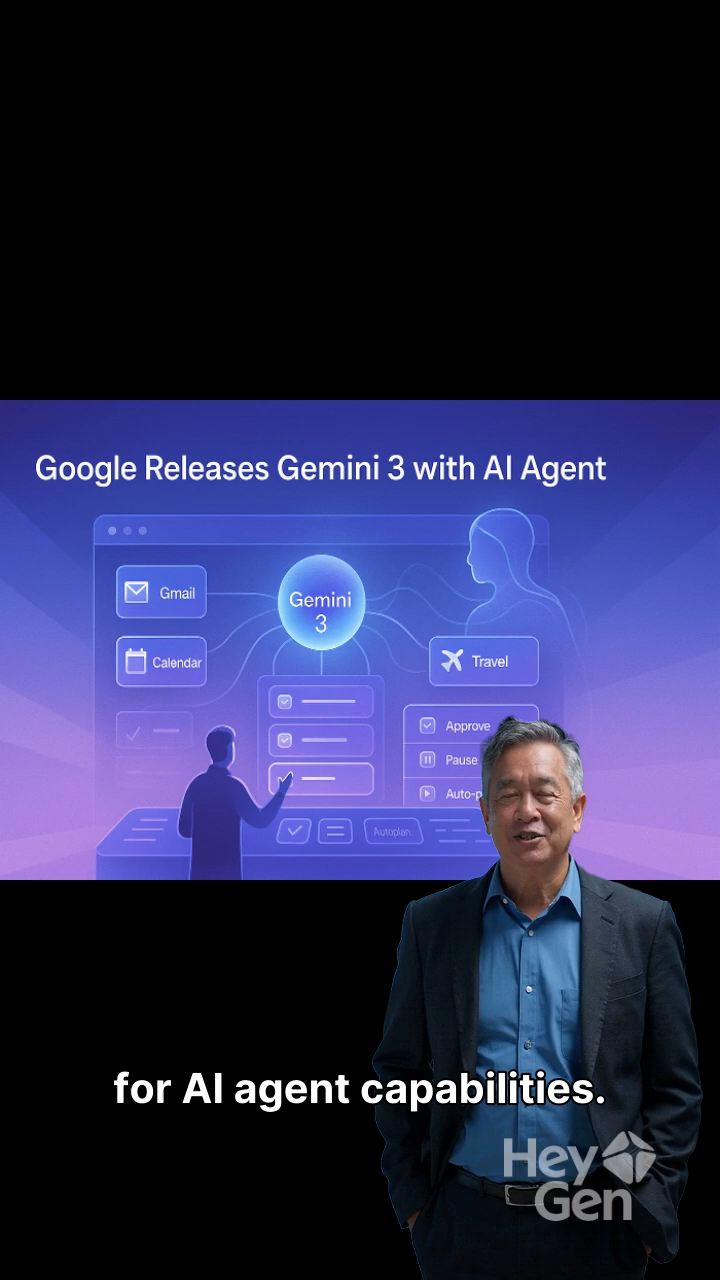 Google Releases Gemini 3 with AI Agent
Gmail
Gemini
3
Calendar
Travel
Approve
Pause
Auto-p
Autoplan.
for AI agent capabilities.
Hey
Gen